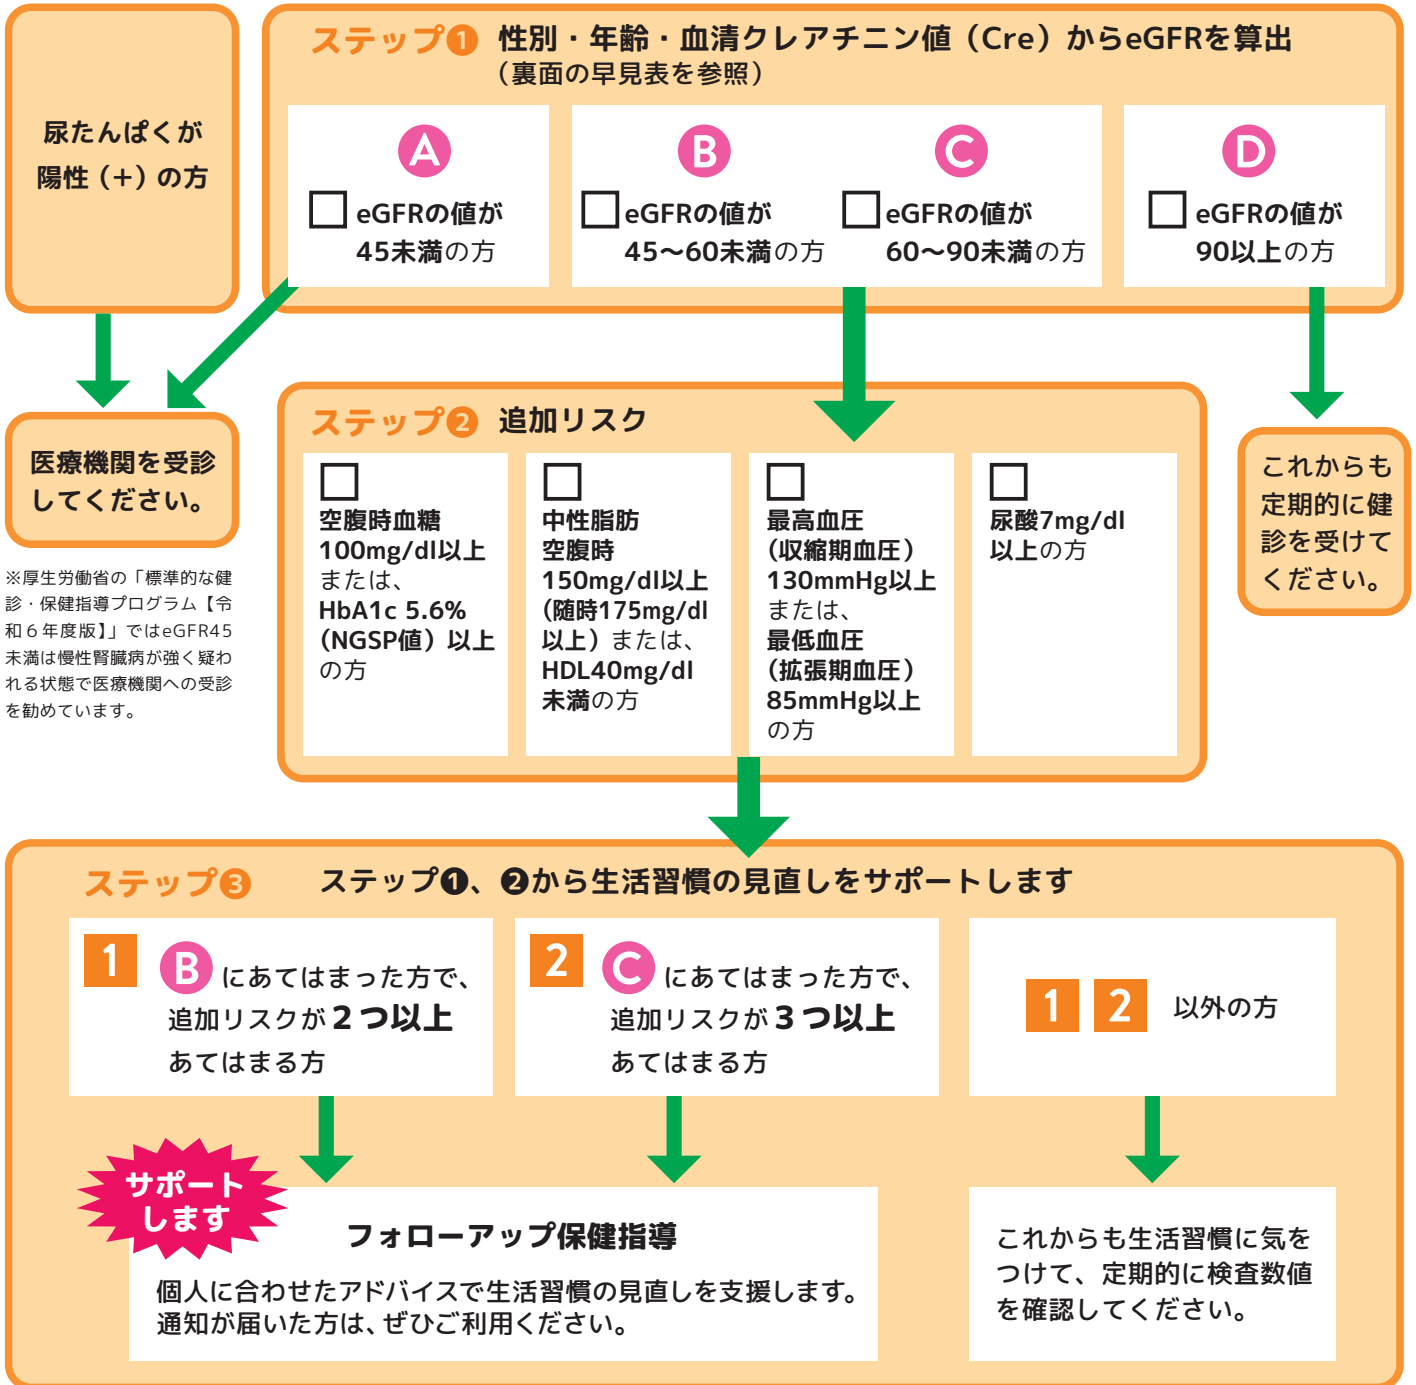 尿たんぱくが
陽性（+）の方
ステップ❶ 性別・年齢・血清クレアチニン値（Cre）からeGFRを算出
（裏面の早見表を参照）
A
eGFRの値が
45未満の方
B
eGFRの値が
45〜60未満の方
C
eGFRの値が
60〜90未満の方
D
eGFRの値が
90以上の方
医療機関を受診
してください。
※厚生労働省の「標準的な健
診・保健指導プログラム【令
和６年度版】」ではeGFR45
未満は慢性腎臓病が強く疑わ
れる状態で医療機関への受診
を勧めています。
ステップ❷ 追加リスク
空腹時血糖
100mg/dl以上
または、
HbA1c 5.6%
（NGSP値）以上
の方
中性脂肪
空腹時
150mg/dl以上
（随時175mg/dl
以上）または、
HDL40mg/dl
未満の方
最高血圧
（収縮期血圧）
130mmHg以上
または、
最低血圧
（拡張期血圧）
85mmHg以上
の方
尿酸7mg/dl
以上の方
これからも
定期的に健
診を受けて
ください。
ステップ❸ ステップ❶、❷から生活習慣の見直しをサポートします
1 B にあてはまった方で、
追加リスクが２つ以上
あてはまる方
2 C にあてはまった方で、
追加リスクが３つ以上
あてはまる方
1 2 以外の方
サポート
します
フォローアップ保健指導
個人に合わせたアドバイスで生活習慣の見直しを支援します。
通知が届いた方は、ぜひご利用ください。
これからも生活習慣に気を
つけて、定期的に検査数値
を確認してください。